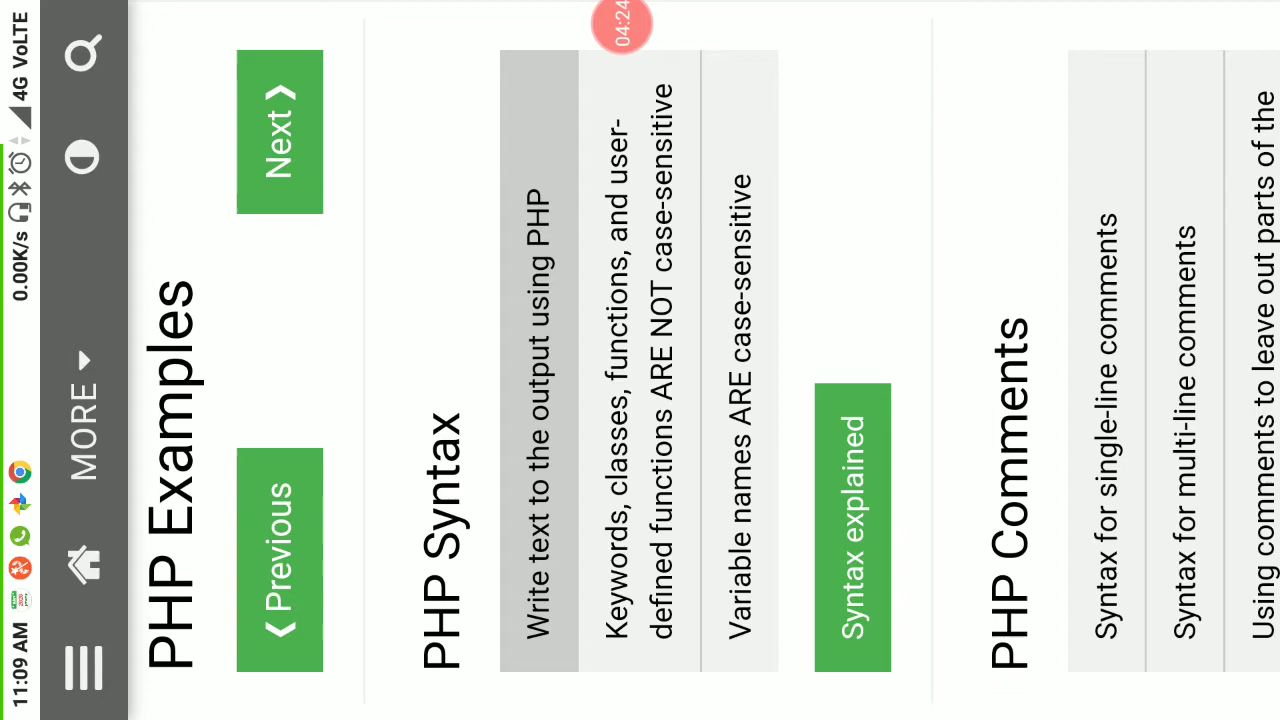 11:09 AM
0.00K/s
4G VoLTE
04:24
MORE
PHP Examples
❮ Previous
Next ❯
PHP Syntax
Write text to the output using PHP
Keywords, classes, functions, and user-
defined functions ARE NOT case-sensitive
Variable names ARE case-sensitive
Syntax explained
PHP Comments
Syntax for single-line comments
Syntax for multi-line comments
Using comments to leave out parts of the